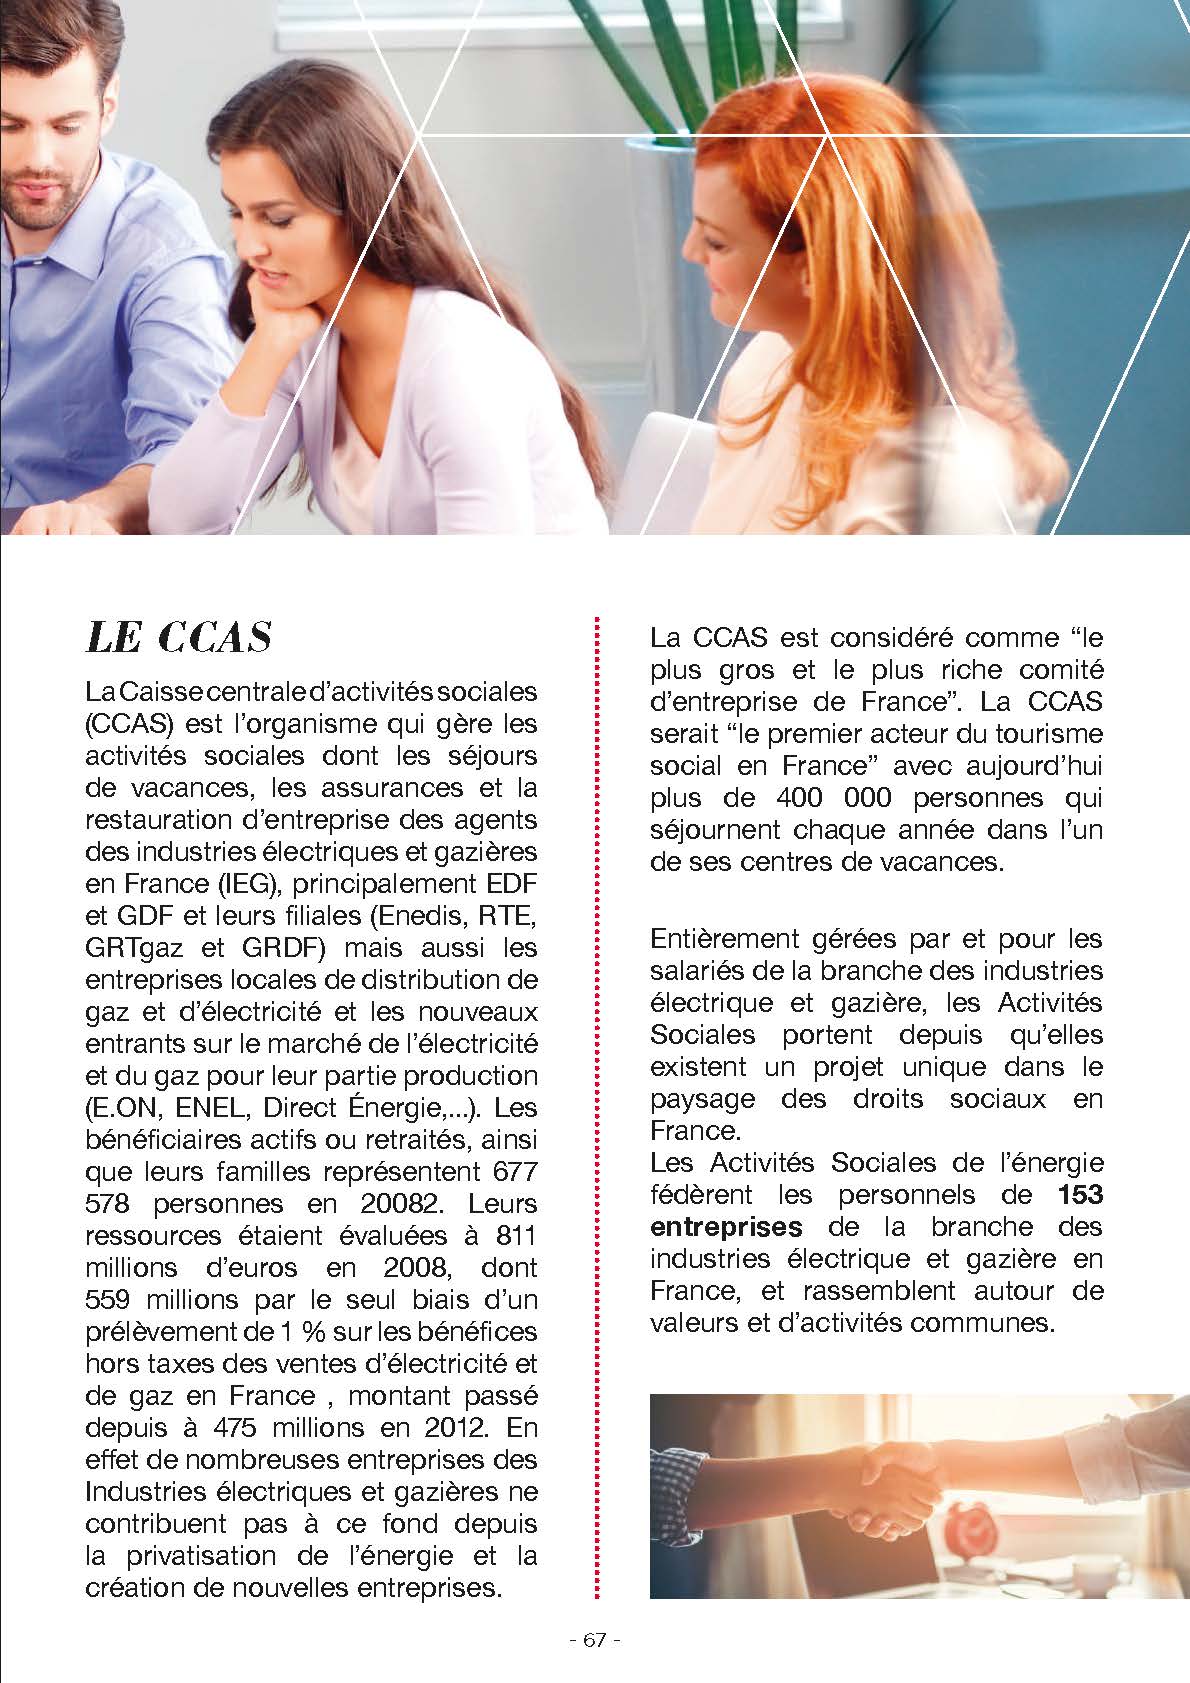 LE CCAS
La Caisse centrale d’activités sociales
(CCAS) est l’organisme qui gère les
activités sociales dont les séjours
de vacances, les assurances et la
restauration d’entreprise des agents
des industries électriques et gazières
en France (IEG), principalement EDF
et GDF et leurs filiales (Enedis, RTE,
GRTgaz et GRDF) mais aussi les
entreprises locales de distribution de
gaz et d’électricité et les nouveaux
entrants sur le marché de l’électricité
et du gaz pour leur partie production
(E.ON, ENEL, Direct Énergie,...). Les
bénéficiaires actifs ou retraités, ainsi
que leurs familles représentent 677
578 personnes en 20082. Leurs
ressources étaient évaluées à 811
millions d’euros en 2008, dont
559 millions par le seul biais d’un
prélèvement de 1 % sur les bénéfices
hors taxes des ventes d’électricité et
de gaz en France , montant passé
depuis à 475 millions en 2012. En
effet de nombreuses entreprises des
Industries électriques et gazières ne
contribuent pas à ce fond depuis
la privatisation de l’énergie et la
création de nouvelles entreprises.
La CCAS est considéré comme “le
plus gros et le plus riche comité
d’entreprise de France”. La CCAS
serait “le premier acteur du tourisme
social en France” avec aujourd’hui
plus de 400 000 personnes qui
séjournent chaque année dans l’un
de ses centres de vacances.
Entièrement gérées par et pour les
salariés de la branche des industries
électrique et gazière, les Activités
Sociales portent depuis qu’elles
existent un projet unique dans le
paysage des droits sociaux en
France.
Les Activités Sociales de l’énergie
fédèrent les personnels de 153
entreprises de la branche des
industries électrique et gazière en
France, et rassemblent autour de
valeurs et d’activités communes.
- 67 -